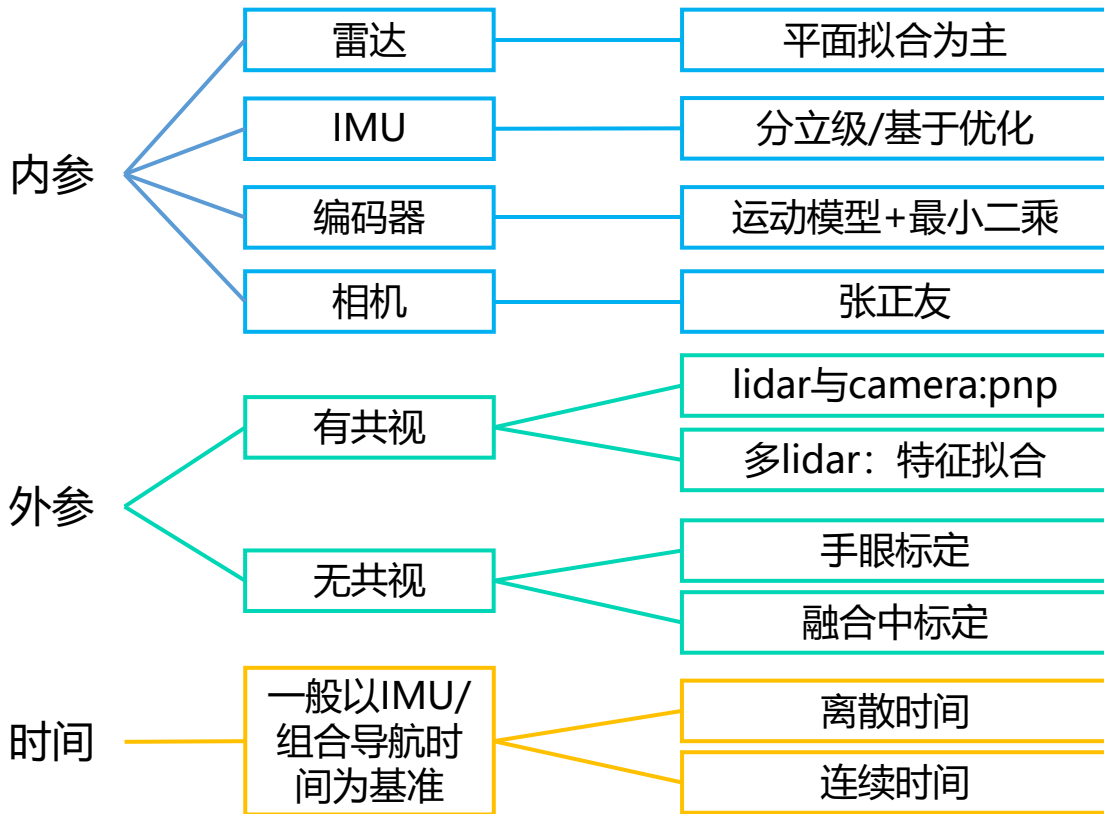 内参
雷达
平面拟合为主
IMU
分立级/基于优化
编码器
运动模型+最小二乘
相机
张正友
外参
有共视
lidar与camera:pnp
多lidar：特征拟合
无共视
手眼标定
融合中标定
时间
一般以IMU/
组合导航时
间为基准
离散时间
连续时间